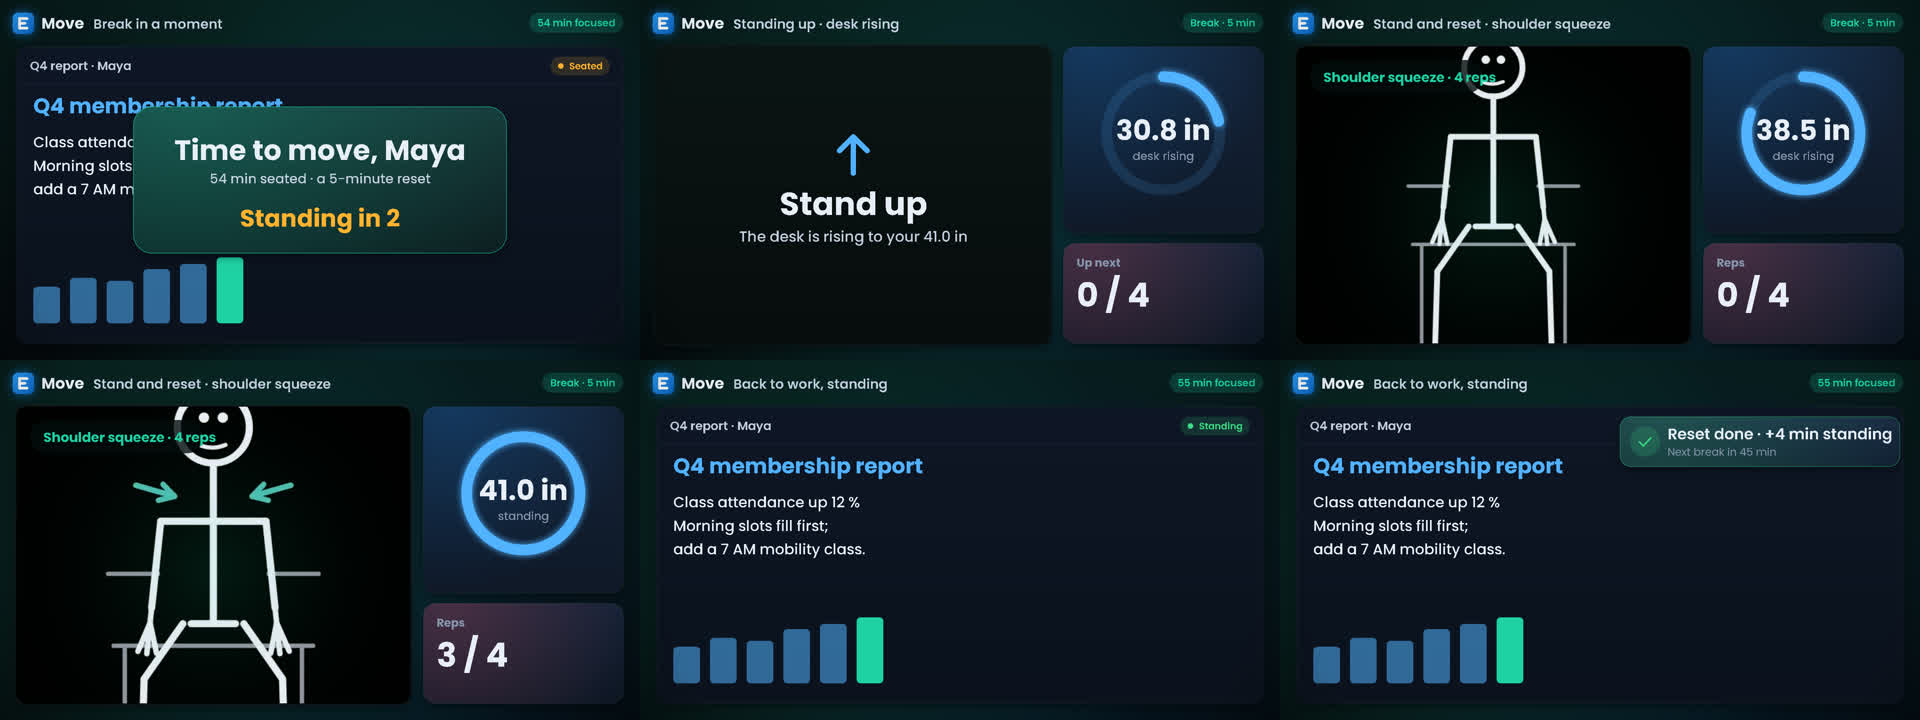 E Move Break in a moment 54 min focused
Q4 report · Maya Seated
Q4 membership report
Class attenda
Morning slots
add a 7 AM m
Time to move, Maya
54 min seated · a 5-minute reset
Standing in 2
E Move Standing up · desk rising Break · 5 min
Stand up
The desk is rising to your 41.0 in
30.8 in
desk rising
Up next
0 / 4
E Move Stand and reset · shoulder squeeze Break · 5 min
Shoulder squeeze · 4 reps
38.5 in
desk rising
Reps
0 / 4
E Move Stand and reset · shoulder squeeze Break · 5 min
Shoulder squeeze · 4 reps
41.0 in
standing
Reps
3 / 4
E Move Back to work, standing 55 min focused
Q4 report · Maya Standing
Q4 membership report
Class attendance up 12 %
Morning slots fill first;
add a 7 AM mobility class.
E Move Back to work, standing 55 min focused
Q4 report · Maya
Reset done · +4 min standing
Next break in 45 min
Q4 membership report
Class attendance up 12 %
Morning slots fill first;
add a 7 AM mobility class.